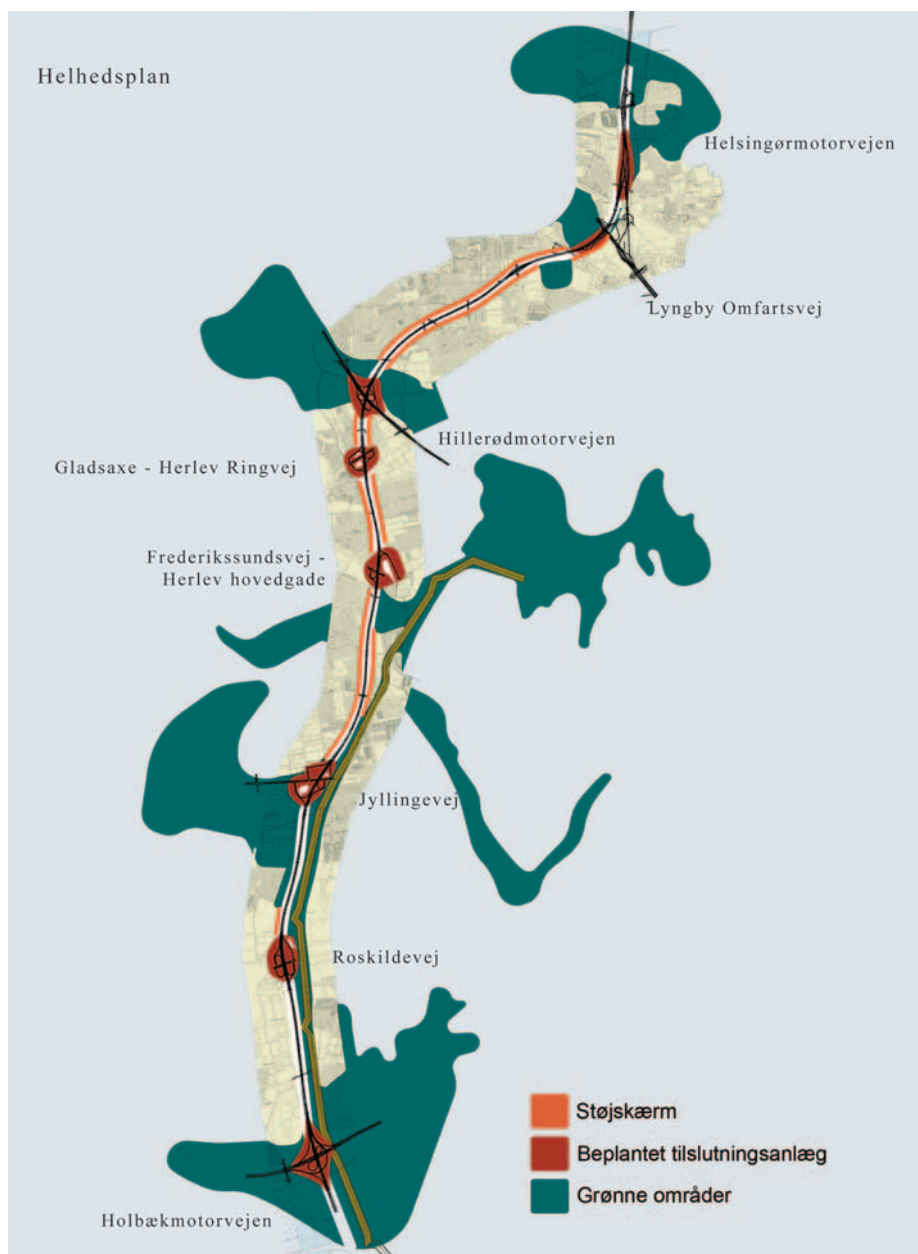 Helhedsplan
Helsingørmotorvejen
Lyngby Omfartsvej
Hillerødmotorvejen
Gladsaxe - Herlev Ringvej
Frederikssundsvej -
Herlev hovedgade
Jyllingevej
Roskildevej
Støjskærm
Beplantet tilslutningsanlæg
Grønne områder
Holbækmotorvejen